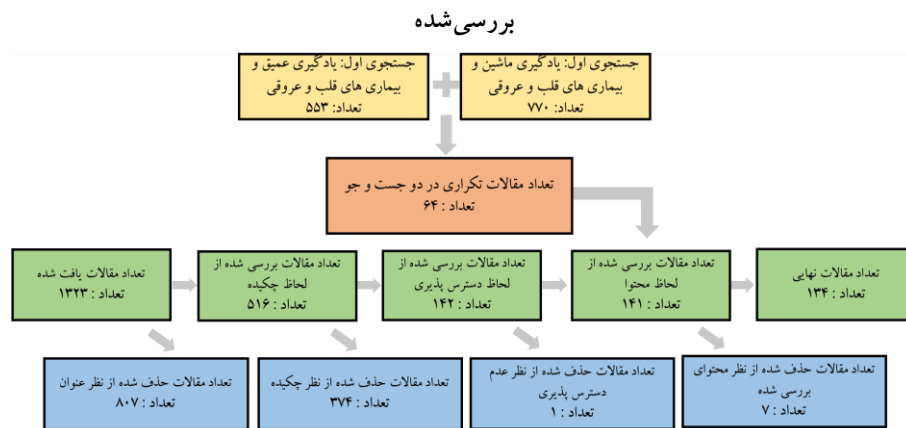 بررسی‌شده
جستجوی اول: یادگیری ماشین و
بیماری های قلب و عروقی
تعداد: ۷۷۰
جستجوی اول: یادگیری عمیق و
بیماری های قلب و عروقی
تعداد: ۵۵۳
تعداد مقالات تکراری در دو جست و جو
تعداد : ۶۴
تعداد مقالات یافت شده
تعداد : ۱۳۲۳
تعداد مقالات بررسی شده از
لحاظ چکیده
تعداد : ۵۱۶
تعداد مقالات بررسی شده از
لحاظ دسترس پذیری
تعداد : ۱۴۲
تعداد مقالات بررسی شده از
لحاظ محتوا
تعداد : ۱۴۱
تعداد مقالات نهایی
تعداد : ۱۳۴
تعداد مقالات حذف شده از نظر عنوان
تعداد : ۸۰۷
تعداد مقالات حذف شده از نظر چکیده
تعداد : ۳۷۴
تعداد مقالات حذف شده از نظر عدم
دسترس پذیری
تعداد : ۱
تعداد مقالات حذف شده از نظر محتوای
بررسی شده
تعداد : ۷